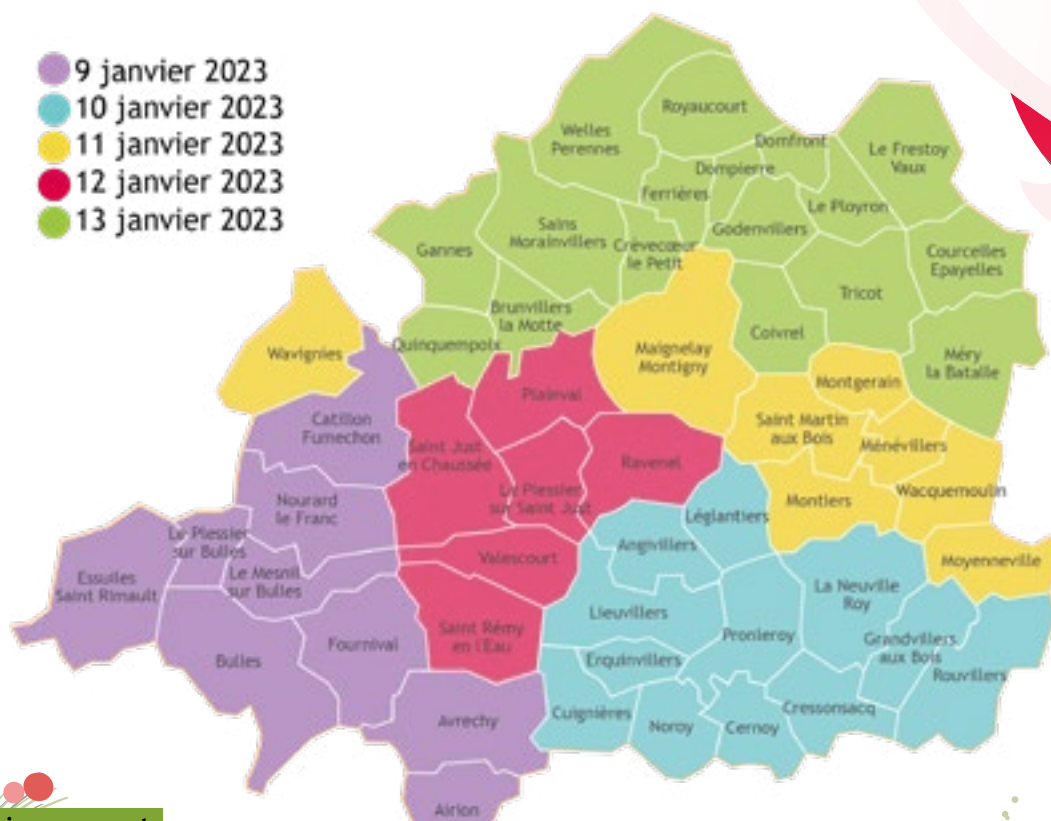 9 janvier 2023
10 janvier 2023
11 janvier 2023
12 janvier 2023
13 janvier 2023
Royaucourt
Welles
Perennes
Domfront
Le Frestoy
Vaux
Dompierre
Ferrières
Le Ployron
Sains
Morainvillers
Godenvillers
Gannes
Crèvecœur
le Petit
Courcelles
Epayelles
Tricot
Brunvillers
la Motte
Coivrel
Quinquempoix
Wavignies
Maignelay
Montigny
Méry
la Bataille
Montgerain
Plainval
Catillon
Fumechon
Saint Martin
aux Bois
Ménévillers
Saint Just
en Chaussée
Ravenel
Le Plessier
sur Saint Just
Wacquemoulin
Montiers
Nourard
le Franc
Léglantiers
Le Plessier
sur Bulles
Angivillers
Valescourt
Moyenneville
Essuiles
Saint Rimault
Le Mesnil
sur Bulles
La Neuville
Roy
Lieuvillers
Saint Rémy
en l'Eau
Pronleroy
Fournival
Grandvillers
aux Bois
Bulles
Erquinvillers
Rouvillers
Cressonsacq
Cuignières
Avrechy
Noroy
Cernoy
Airion